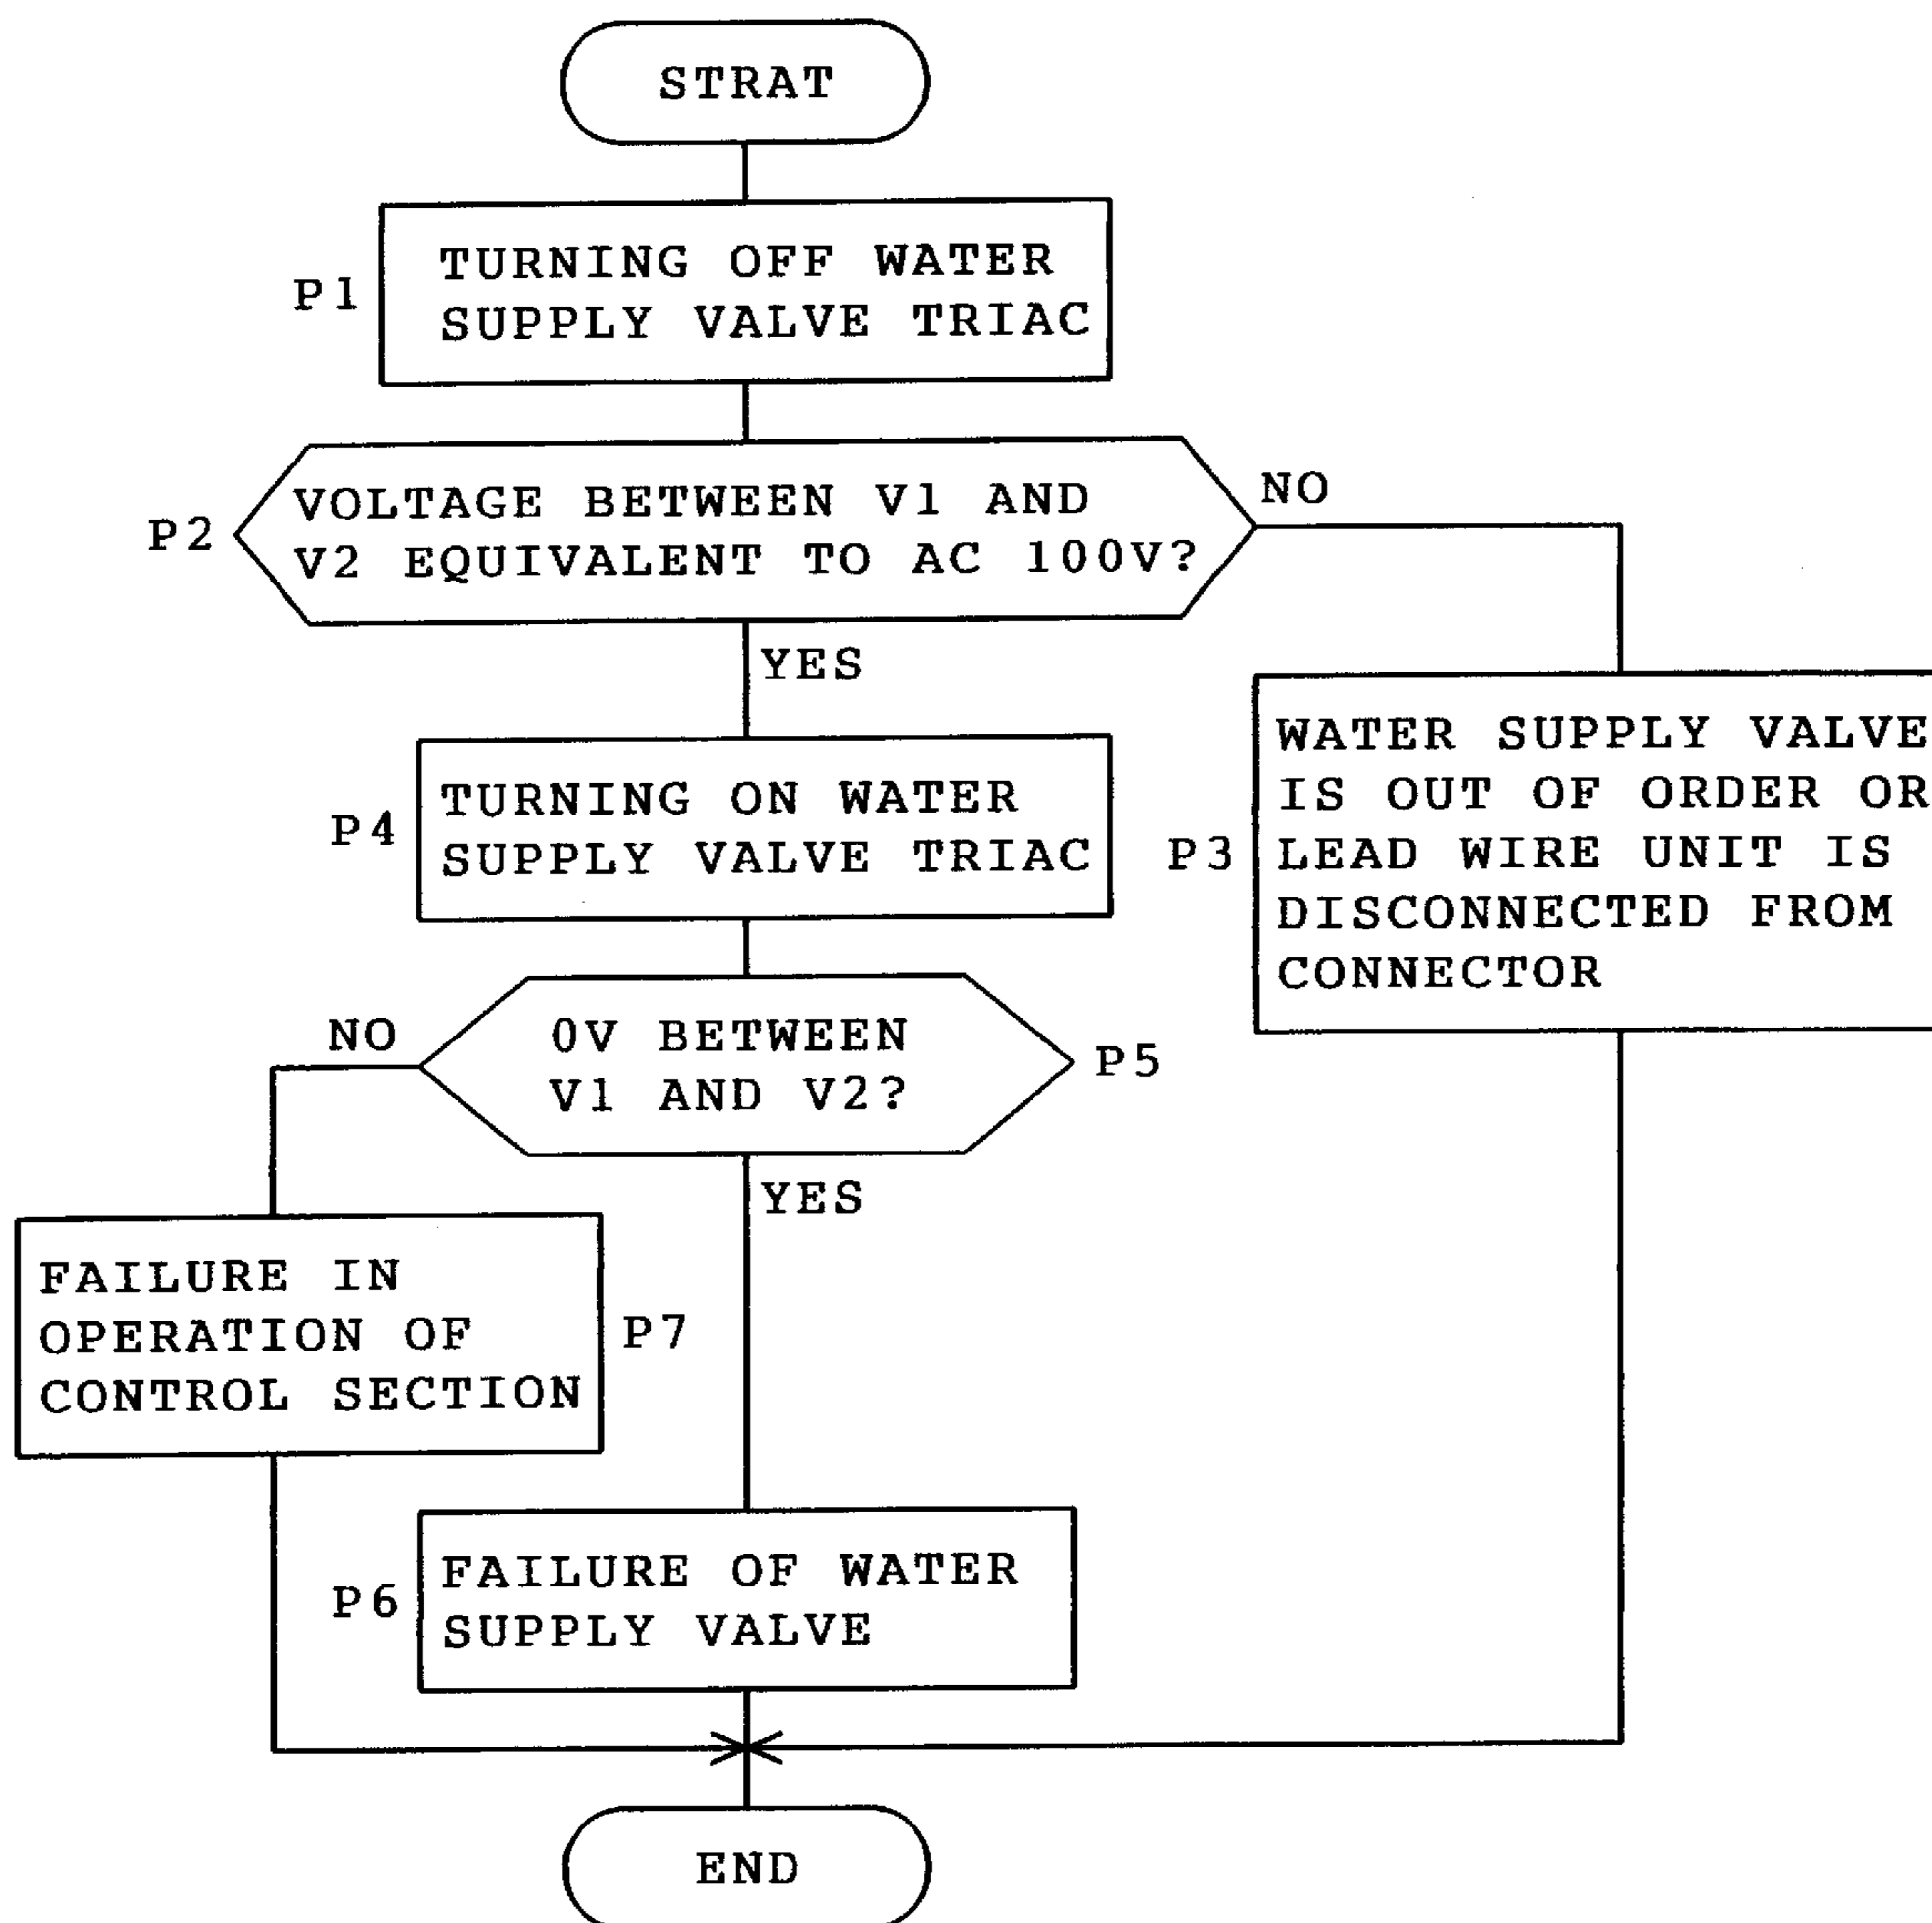 STRAT
P1
TURNING OFF WATER
SUPPLY VALVE TRIAC
P2
VOLTAGE BETWEEN V1 AND
V2 EQUIVALENT TO AC 100V?
NO
YES
P4
TURNING ON WATER
SUPPLY VALVE TRIAC
P3
WATER SUPPLY VALVE
IS OUT OF ORDER OR
LEAD WIRE UNIT IS
DISCONNECTED FROM
CONNECTOR
NO
0V BETWEEN
V1 AND V2?
P5
YES
FAILURE IN
OPERATION OF
CONTROL SECTION
P7
P6
FAILURE OF WATER
SUPPLY VALVE
END